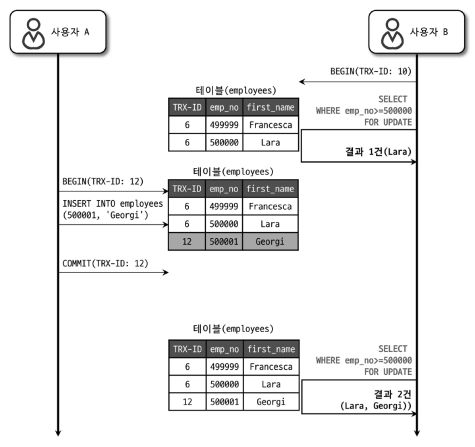 사용자 A
사용자 B
BEGIN(TRX-ID: 10)
테이블(employees)
TRX-ID emp_no first_name
6 499999 Francesca
6 500000 Lara
SELECT
WHERE emp_no>=500000
FOR UPDATE
결과 1건(Lara)
테이블(employees)
BEGIN(TRX-ID: 12)
INSERT INTO employees
(500001, 'Georgi')
TRX-ID emp_no first_name
6 499999 Francesca
6 500000 Lara
12 500001 Georgi
COMMIT(TRX-ID: 12)
테이블(employees)
TRX-ID emp_no first_name
6 499999 Francesca
6 500000 Lara
12 500001 Georgi
SELECT
WHERE emp_no>=500000
FOR UPDATE
결과 2건
(Lara, Georgi))